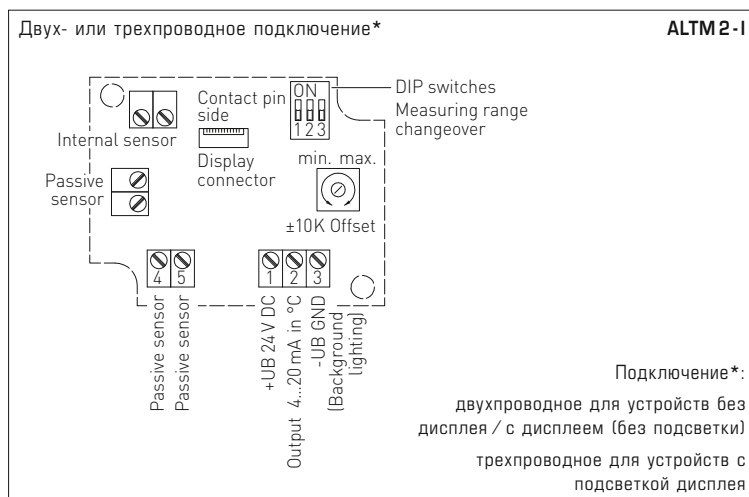 Двух- или трехпроводное подключение*
ALTM 2 - I
ON
1 2 3
DIP switches
Measuring range
changeover
Contact pin
side
Internal sensor
Display
connector
Passive
sensor
min. max.
±10K Offset
4 5
1 2 3
Passive sensor
Passive sensor
+UB 24 V DC
Output 4...20 mA in °C
-UB GND
(Background
lighting)
Подключение*:
двухпроводное для устройств без
дисплея / с дисплеем (без подсветки)
трехпроводное для устройств с
подсветкой дисплея